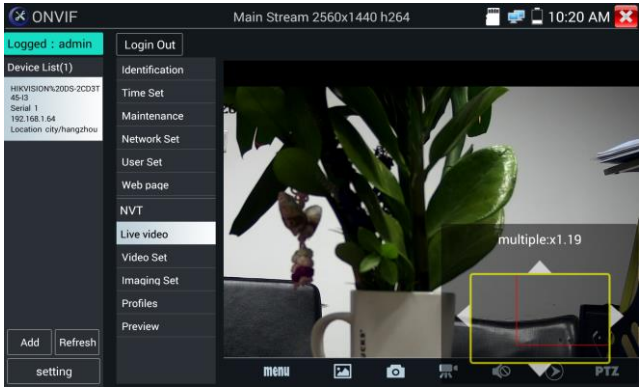 ONVIF
Main Stream 2560x1440 h264
10:20 AM
Logged : admin
Login Out
Device List(1)
HIKVISION%20DS-2CD3T
45-I3
Serial 1
192.168.1.64
Location city/hangzhou
Identification
Time Set
Maintenance
Network Set
User Set
Web page
NVT
Live video
Video Set
Imaging Set
Profiles
Preview
multiple:x1.19
Add
Refresh
setting
menu
PTZ